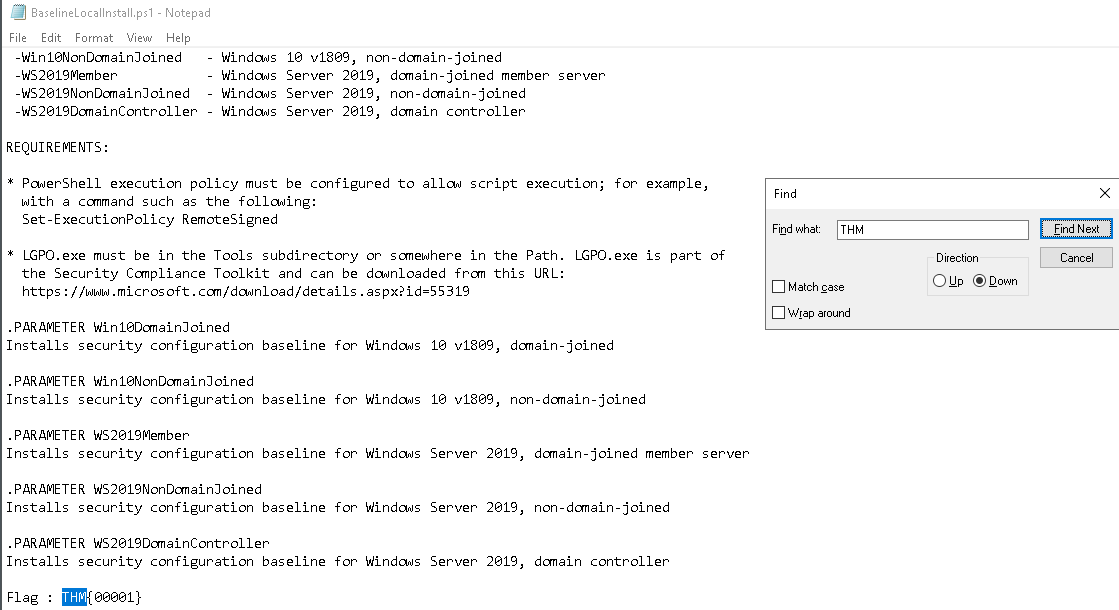 BaselineLocalInstall.ps1 - Notepad
File Edit Format View Help
-Win10NonDomainJoined - Windows 10 v1809, non-domain-joined
-WS2019Member - Windows Server 2019, domain-joined member server
-WS2019NonDomainJoined - Windows Server 2019, non-domain-joined
-WS2019DomainController - Windows Server 2019, domain controller
REQUIREMENTS:
* PowerShell execution policy must be configured to allow script execution; for example,
with a command such as the following:
Set-ExecutionPolicy RemoteSigned
* LGPO.exe must be in the Tools subdirectory or somewhere in the Path. LGPO.exe is part of
the Security Compliance Toolkit and can be downloaded from this URL:
https://www.microsoft.com/download/details.aspx?id=55319
.PARAMETER Win10DomainJoined
Installs security configuration baseline for Windows 10 v1809, domain-joined
.PARAMETER Win10NonDomainJoined
Installs security configuration baseline for Windows 10 v1809, non-domain-joined
.PARAMETER WS2019Member
Installs security configuration baseline for Windows Server 2019, domain-joined member server
.PARAMETER WS2019NonDomainJoined
Installs security configuration baseline for Windows Server 2019, non-domain-joined
.PARAMETER WS2019DomainController
Installs security configuration baseline for Windows Server 2019, domain controller
Flag : THM{00001}
Find
Find what: THM
Find Next
Cancel
Direction
Up Down
Match case
Wrap around